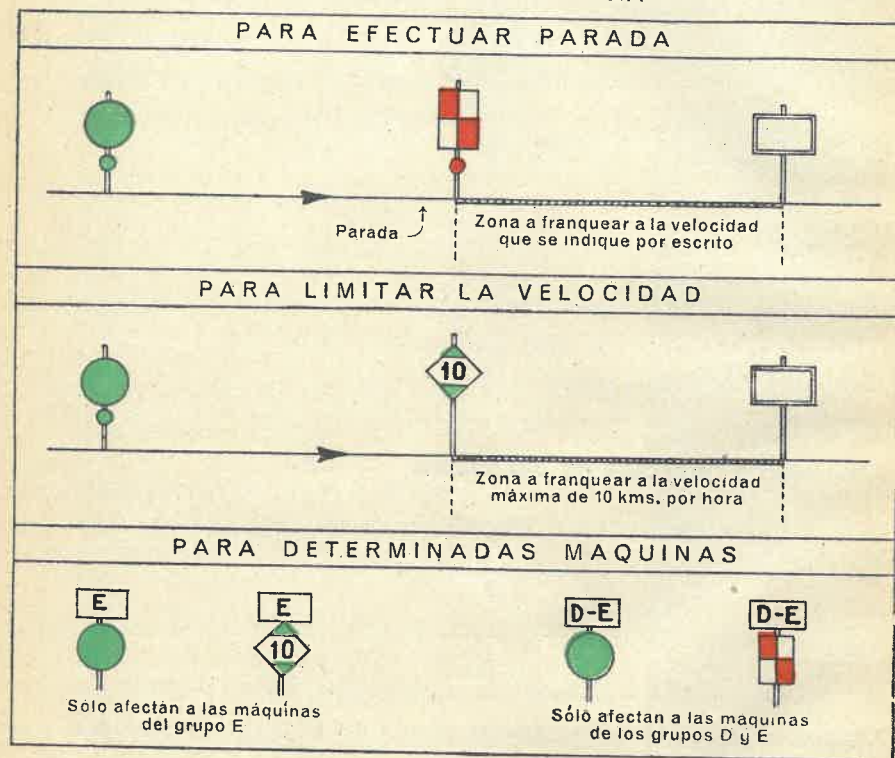 PARA EFECTUAR PARADA
Parada
Zona a franquear a la velocidad
que se indique por escrito
PARA LIMITAR LA VELOCIDAD
10
Zona a franquear a la velocidad
máxima de 10 kms. por hora
PARA DETERMINADAS MAQUINAS
E
E
D-E
D-E
10
Sólo afectan a las máquinas
del grupo E
Sólo afectan a las máquinas
de los grupos D y E